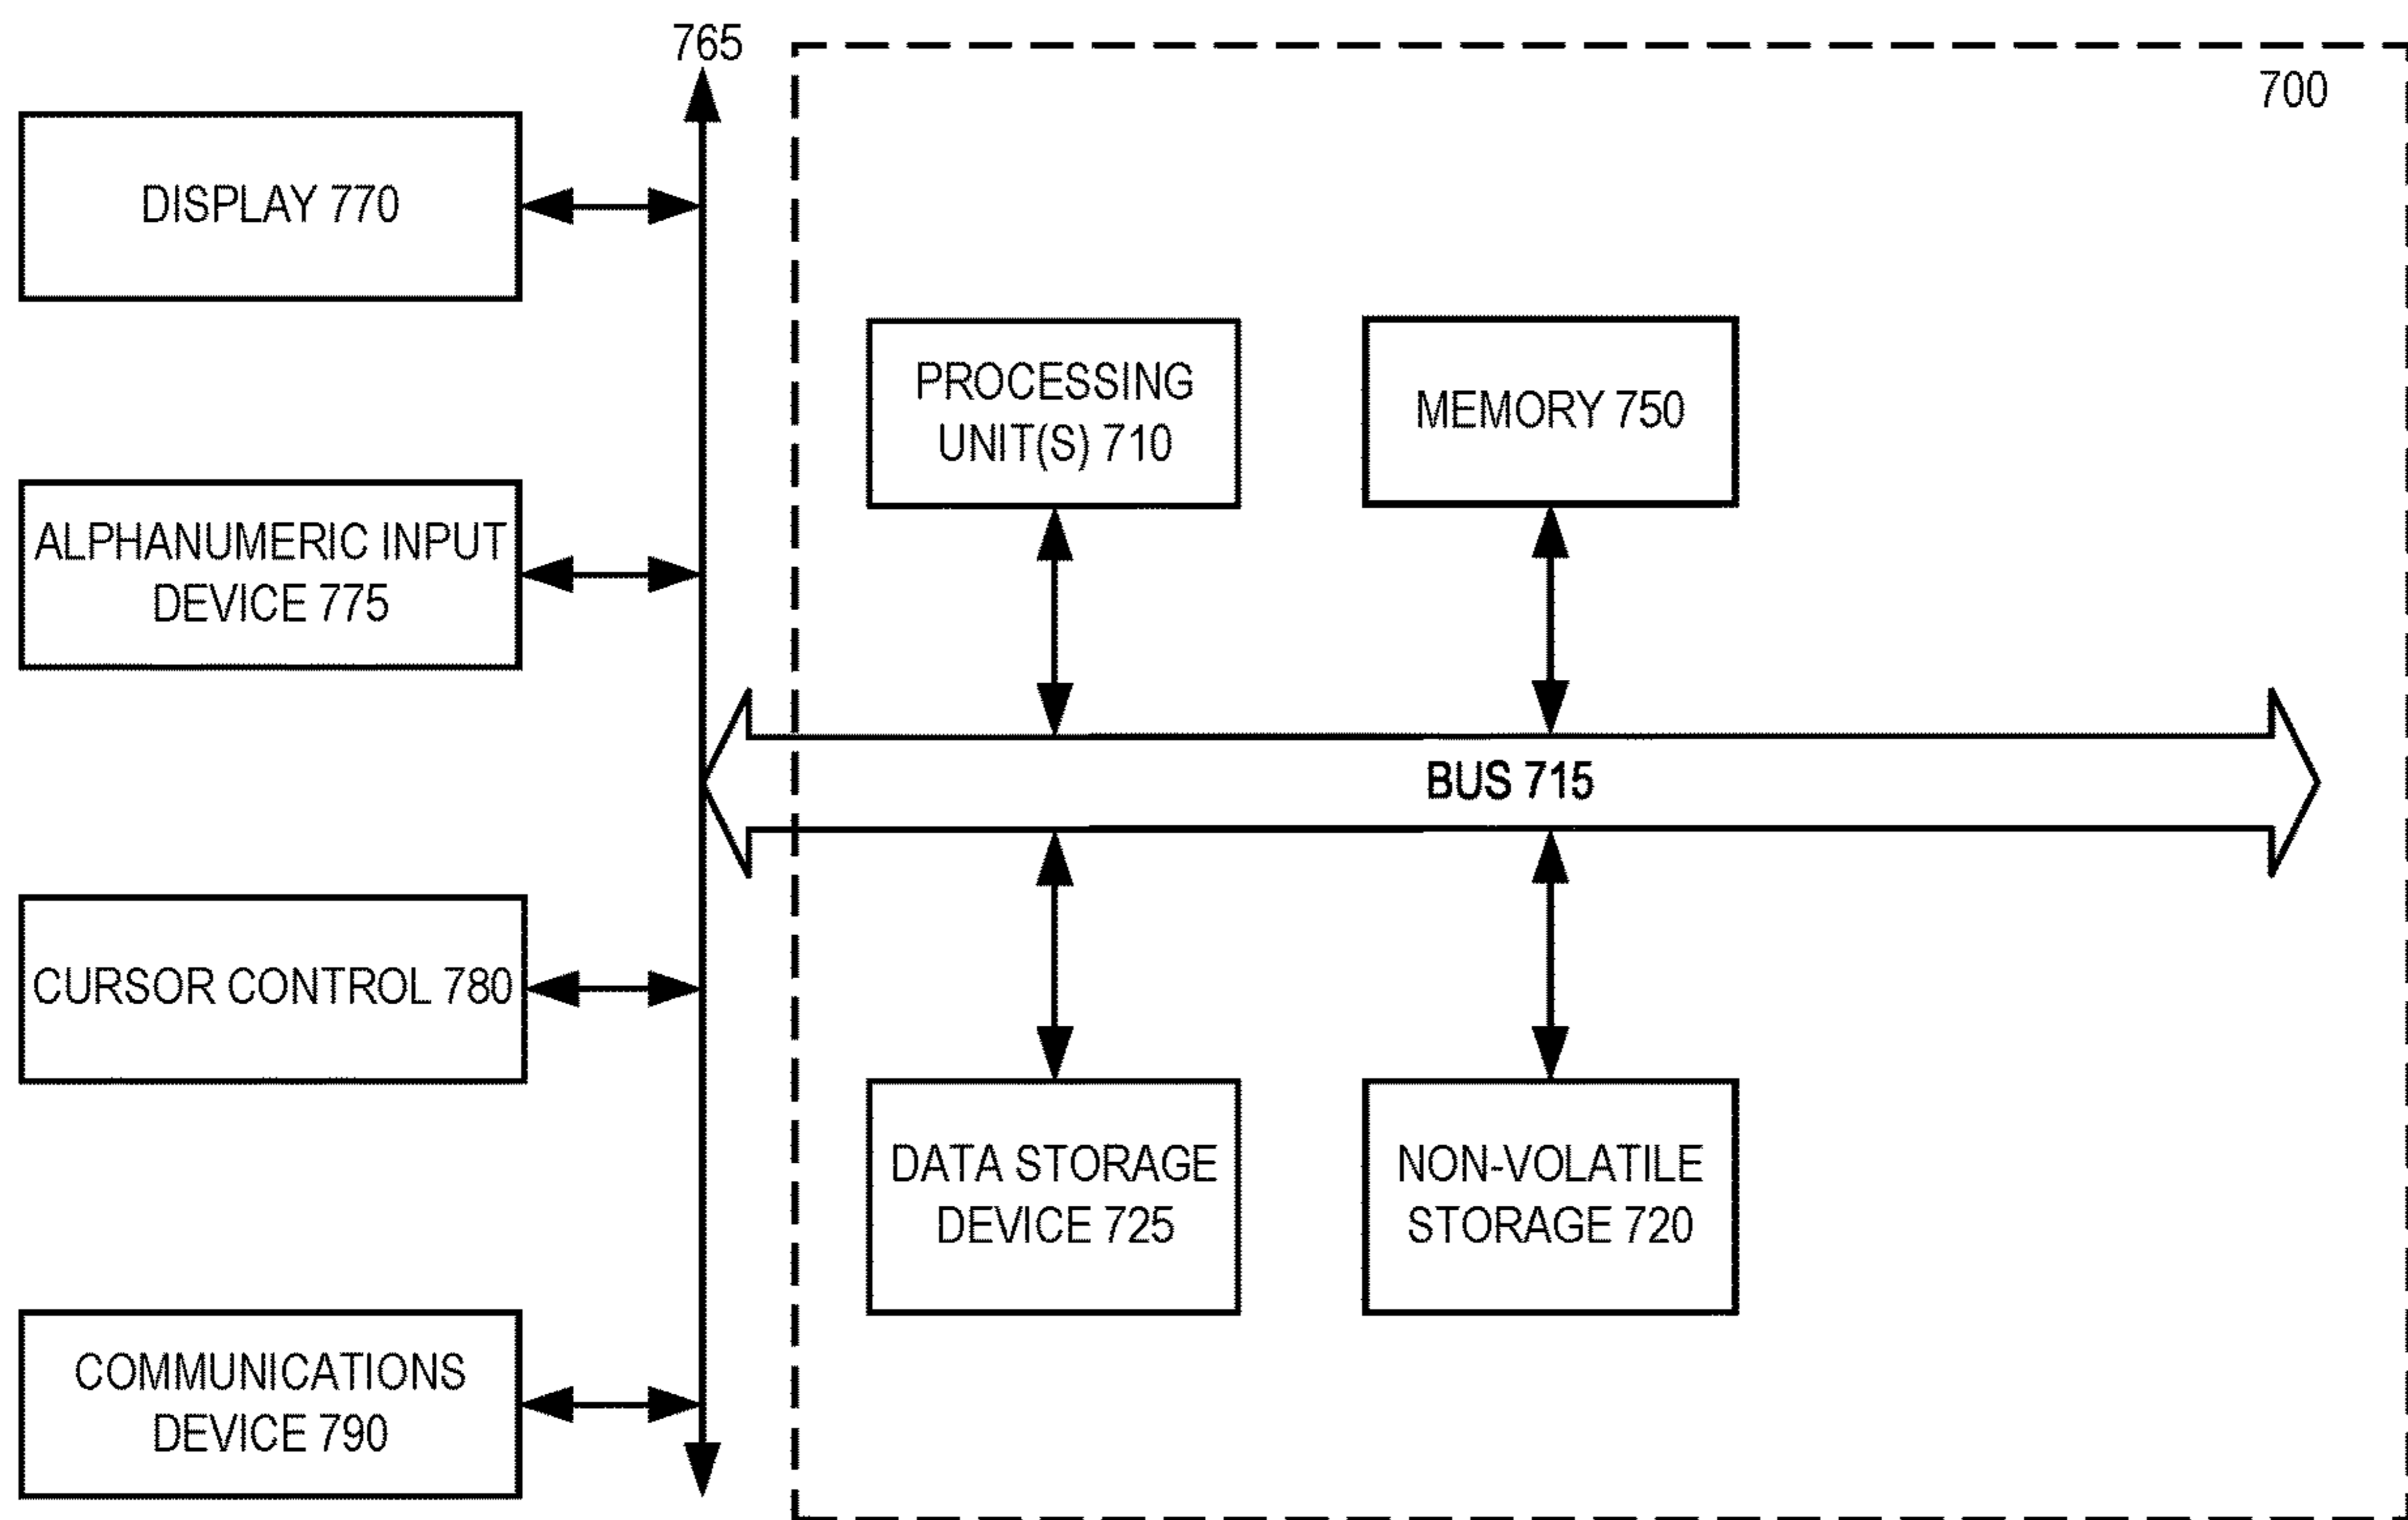 765
700
DISPLAY 770
PROCESSING
UNIT(S) 710
MEMORY 750
ALPHANUMERIC INPUT
DEVICE 775
BUS 715
CURSOR CONTROL 780
DATA STORAGE
DEVICE 725
NON-VOLATILE
STORAGE 720
COMMUNICATIONS
DEVICE 790